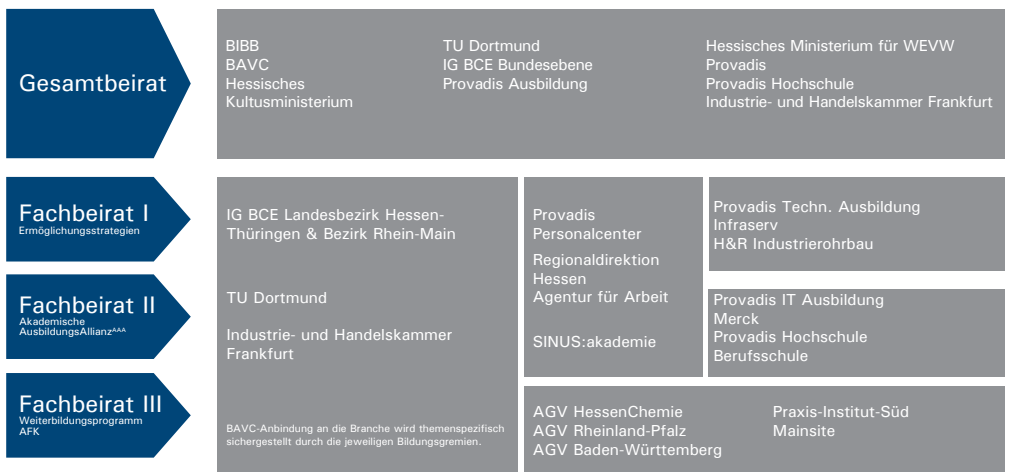 Gesamtbeirat
BIBB
BAVC
Hessisches
Kultusministerium
TU Dortmund
IG BCE Bundesebene
Provadis Ausbildung
Hessisches Ministerium für WEVW
Provadis
Provadis Hochschule
Industrie- und Handelskammer Frankfurt
Fachbeirat I
Ermöglichungsstrategien
Fachbeirat II
Akademische
AusbildungsAllianzᴬᴬᴬ
Fachbeirat III
Weiterbildungsprogramm
AFK
IG BCE Landesbezirk Hessen-
Thüringen & Bezirk Rhein-Main
TU Dortmund
Industrie- und Handelskammer
Frankfurt
BAVC-Anbindung an die Branche wird themenspezifisch
sichergestellt durch die jeweiligen Bildungsgremien.
Provadis
Personalcenter
Regionaldirektion
Hessen
Agentur für Arbeit
SINUS:akademie
Provadis Techn. Ausbildung
Infraserv
H&R Industrierohrbau
Provadis IT Ausbildung
Merck
Provadis Hochschule
Berufsschule
AGV HessenChemie
AGV Rheinland-Pfalz
AGV Baden-Württemberg
Praxis-Institut-Süd
Mainsite